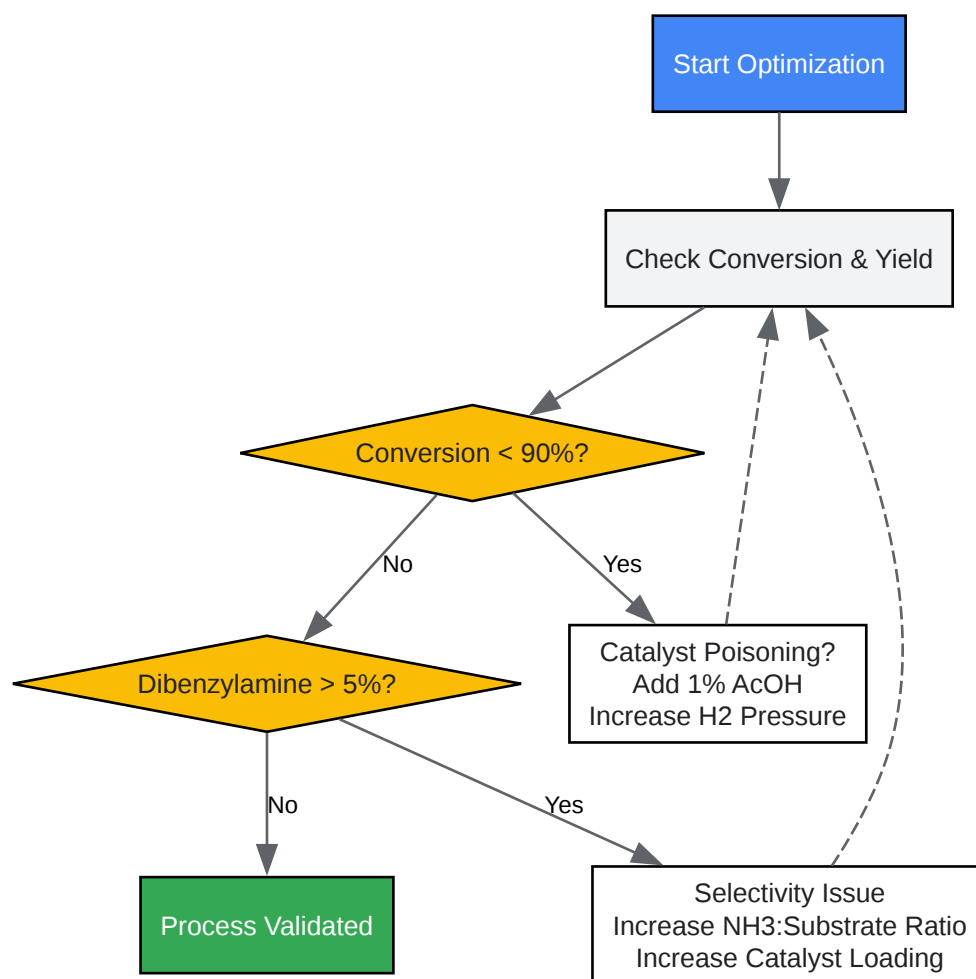 Start Optimization
Check Conversion & Yield
Conversion < 90%?
No
Yes
Catalyst Poisoning?
Add 1% AcOH
Increase H2 Pressure
Dibenzylamine > 5%?
No
Yes
Process Validated
Selectivity Issue
Increase NH3:Substrate Ratio
Increase Catalyst Loading